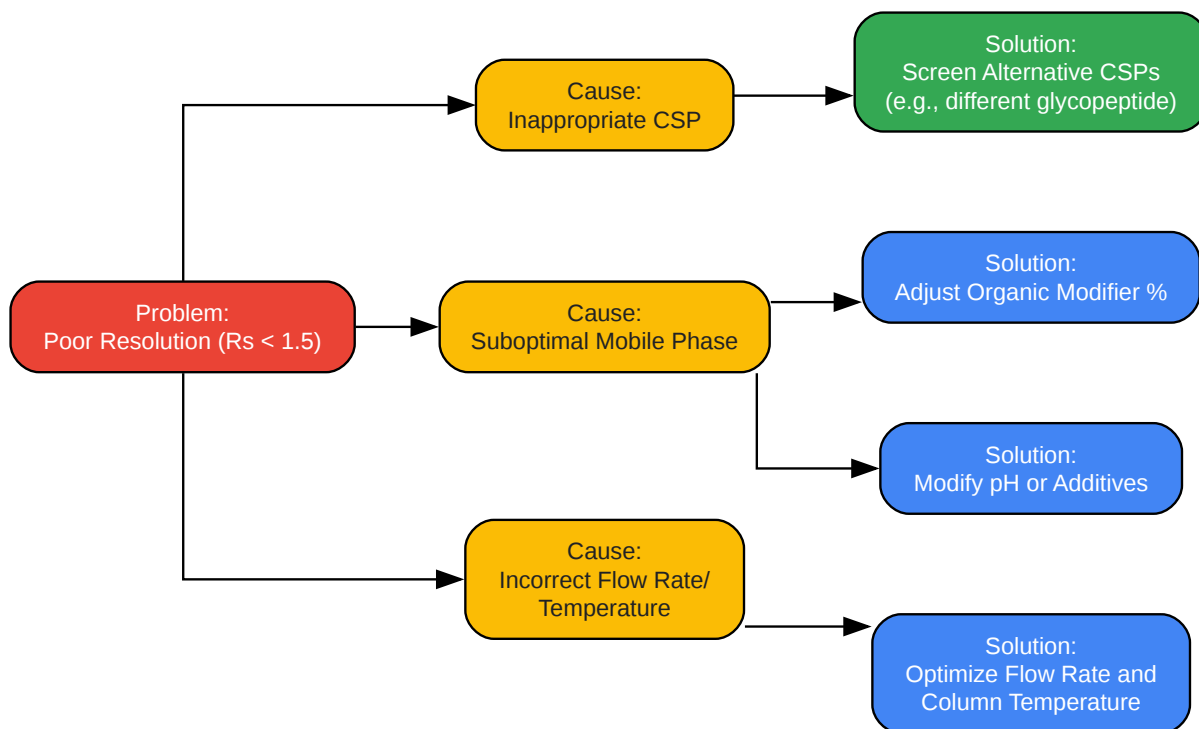 Problem:
Poor Resolution (Rs < 1.5)
Cause:
Inappropriate CSP
Solution:
Screen Alternative CSPs
(e.g., different glycopeptide)
Cause:
Suboptimal Mobile Phase
Solution:
Adjust Organic Modifier %
Solution:
Modify pH or Additives
Cause:
Incorrect Flow Rate/
Temperature
Solution:
Optimize Flow Rate and
Column Temperature